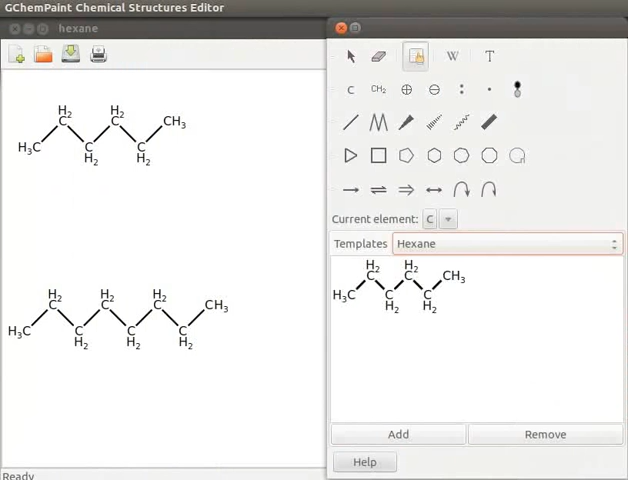 GChemPaint Chemical Structures Editor
hexane
W T
C CH₂
Current element: C
Templates Hexane
H₂ H₂
C C CH₃
H₃C C C
H₂ H₂
H₂ H₂
C C CH₃
H₃C C C
H₂ H₂
H₂ H₂ H₂
C C C CH₃
H₃C C C C
H₂ H₂ H₂
Add Remove
Help
Ready